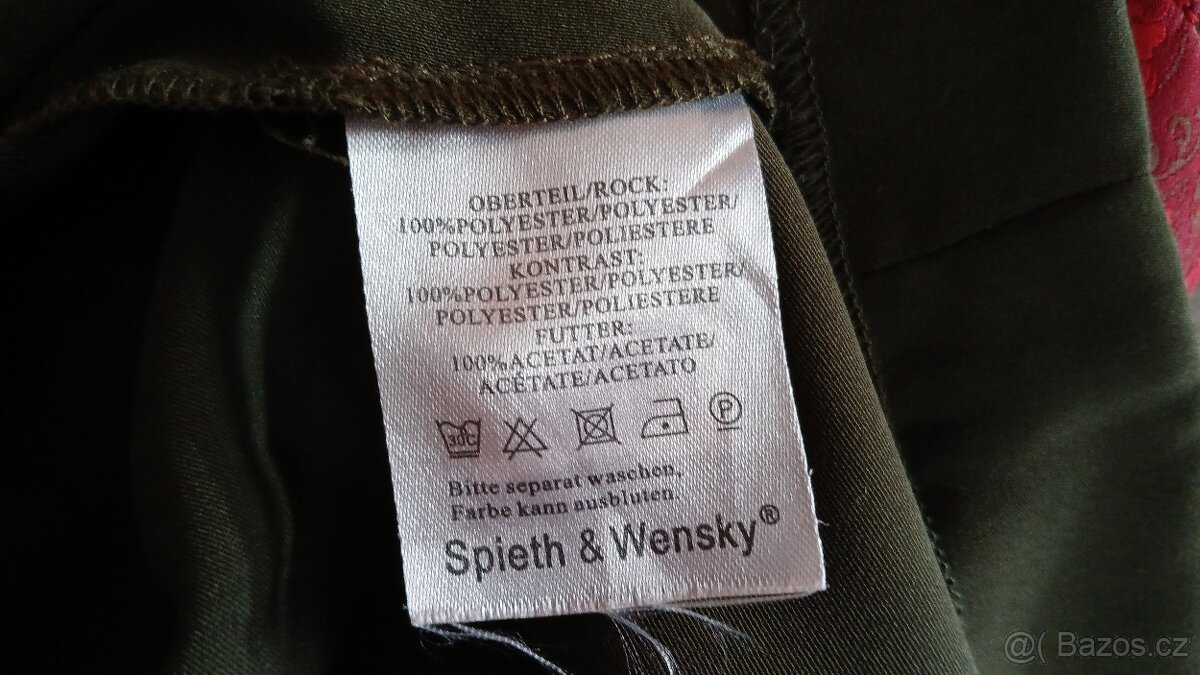 OBERTEIL/ROCK:
100%POLYESTER/POLYESTER/
POLYESTER/POLIESTERE
KONTRAST:
100%POLYESTER/POLYESTER/
POLYESTER/POLIESTERE
FUTTER:
100%ACETAT/ACETATE/
ACÉTATE/ACETATO
30C P
Bitte separat waschen,
Farbe kann ausbluten.
Spieth & Wensky®
@( Bazos.cz